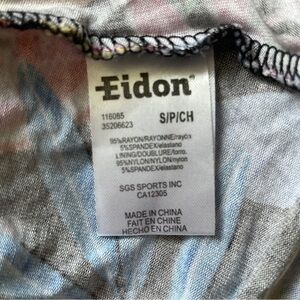 Eidon
116085 S/P/CH
35206623
95%RAYON/RAYONNE/rayon
5%SPANDEX/elastano
LINING/DOUBLURE/forro.
95%NYLON/NYLON/nylon
5%SPANDEX/elastano
SGS SPORTS INC
CA12305
MADE IN CHINA
FAIT EN CHINE
HECHO EN CHINA